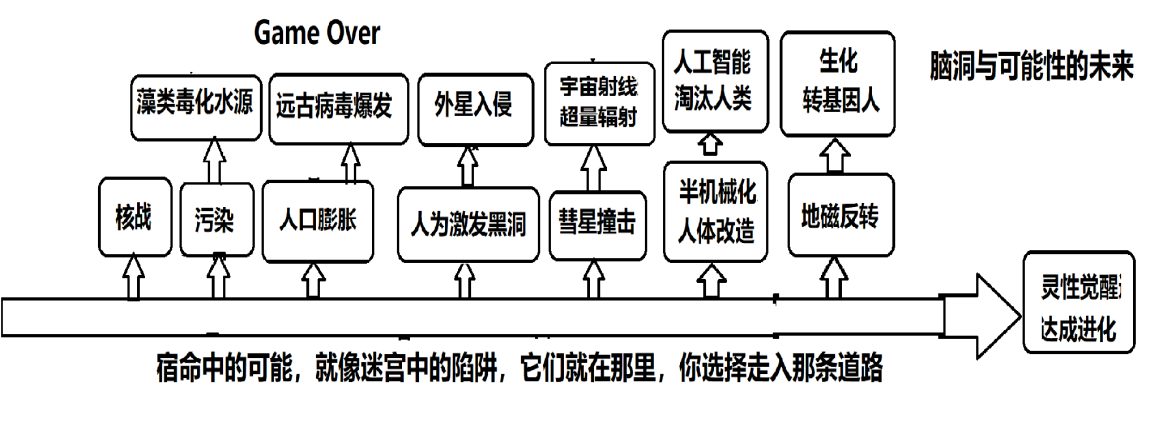 Game Over
脑洞与可能性的未来
藻类毒化水源
远古病毒爆发
外星入侵
宇宙射线
超量辐射
人工智能
淘汰人类
生化
转基因人
核战
污染
人口膨胀
人为激发黑洞
彗星撞击
半机械化
人体改造
地磁反转
灵性觉醒
达成进化
宿命中的可能，就像迷宫中的陷阱，它们就在那里，你选择走入那条道路